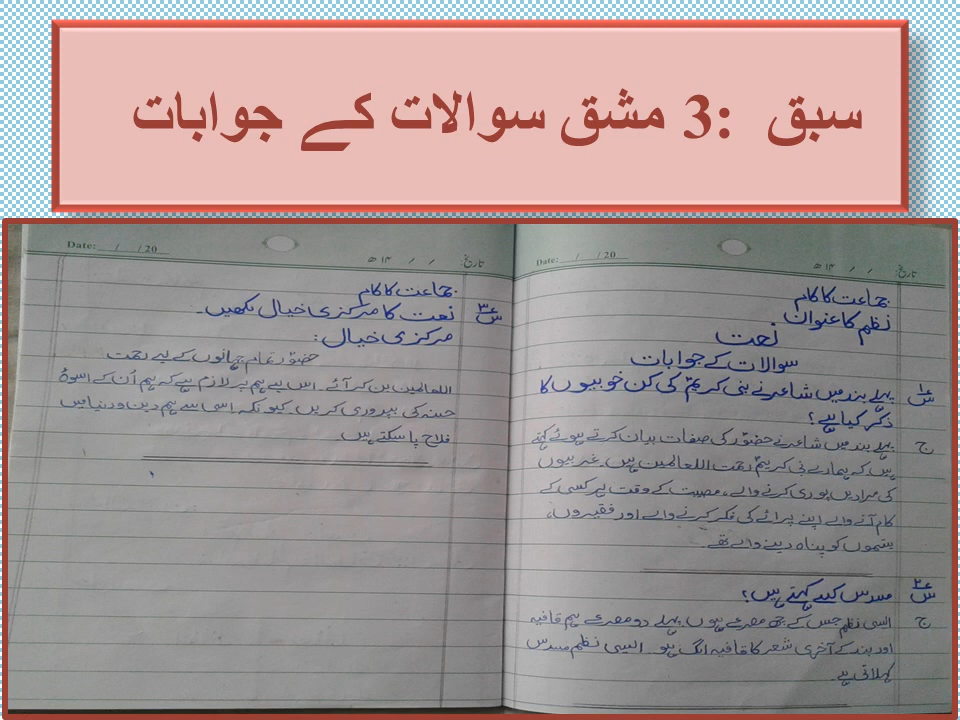 سبق :3 مشق سوالات کے جوابات
Date: / / 20
تاریخ: / / ۱۴ھ
جماعت کا کام
نظم کا عنوان
نعت
سوالات کے جوابات
س۱ پہلے بند میں شاعر نے نبی کریمؐ کی کن خوبیوں کا
ذکر کیا ہے؟
ج پہلے بند میں شاعر نے حضورؐ کی صفات بیان کرتے ہوئے کہتے
ہیں کہ ہمارے نبی کریمؐ رحمت اللعالمین ہیں۔ غریبوں
کی مرادیں پوری کرنے والے، مصیبت کے وقت ہر کسی کے
کام آنے والے اپنے پرائے کی فکر کرنے والے اور فقیروں،
یتیموں کو پناہ دینے والے تھے۔
س۲ مسدس کسے کہتے ہیں؟
ج ایسی نظم جس کے چھ مصرعے ہوں پہلے دو مصرعے ہم قافیہ
اور بند کے آخری شعر کا قافیہ الگ ہو۔ ایسی نظم مسدس
کہلاتی ہے۔
Date: / / 20
تاریخ: / / ۱۴ھ
جماعت کا کام
س۳ نعت کا مرکزی خیال لکھیں۔
مرکزی خیال:
حضورؐ تمام جہانوں کے لیے رحمت
اللعالمین بن کر آئے۔ اس لیے ہم پر لازم ہے کہ ہم اُن کے اسوۂ
حسنہ کی پیروی کریں۔ کیونکہ اسی سے ہم دین و دنیا میں
فلاح پا سکتے ہیں